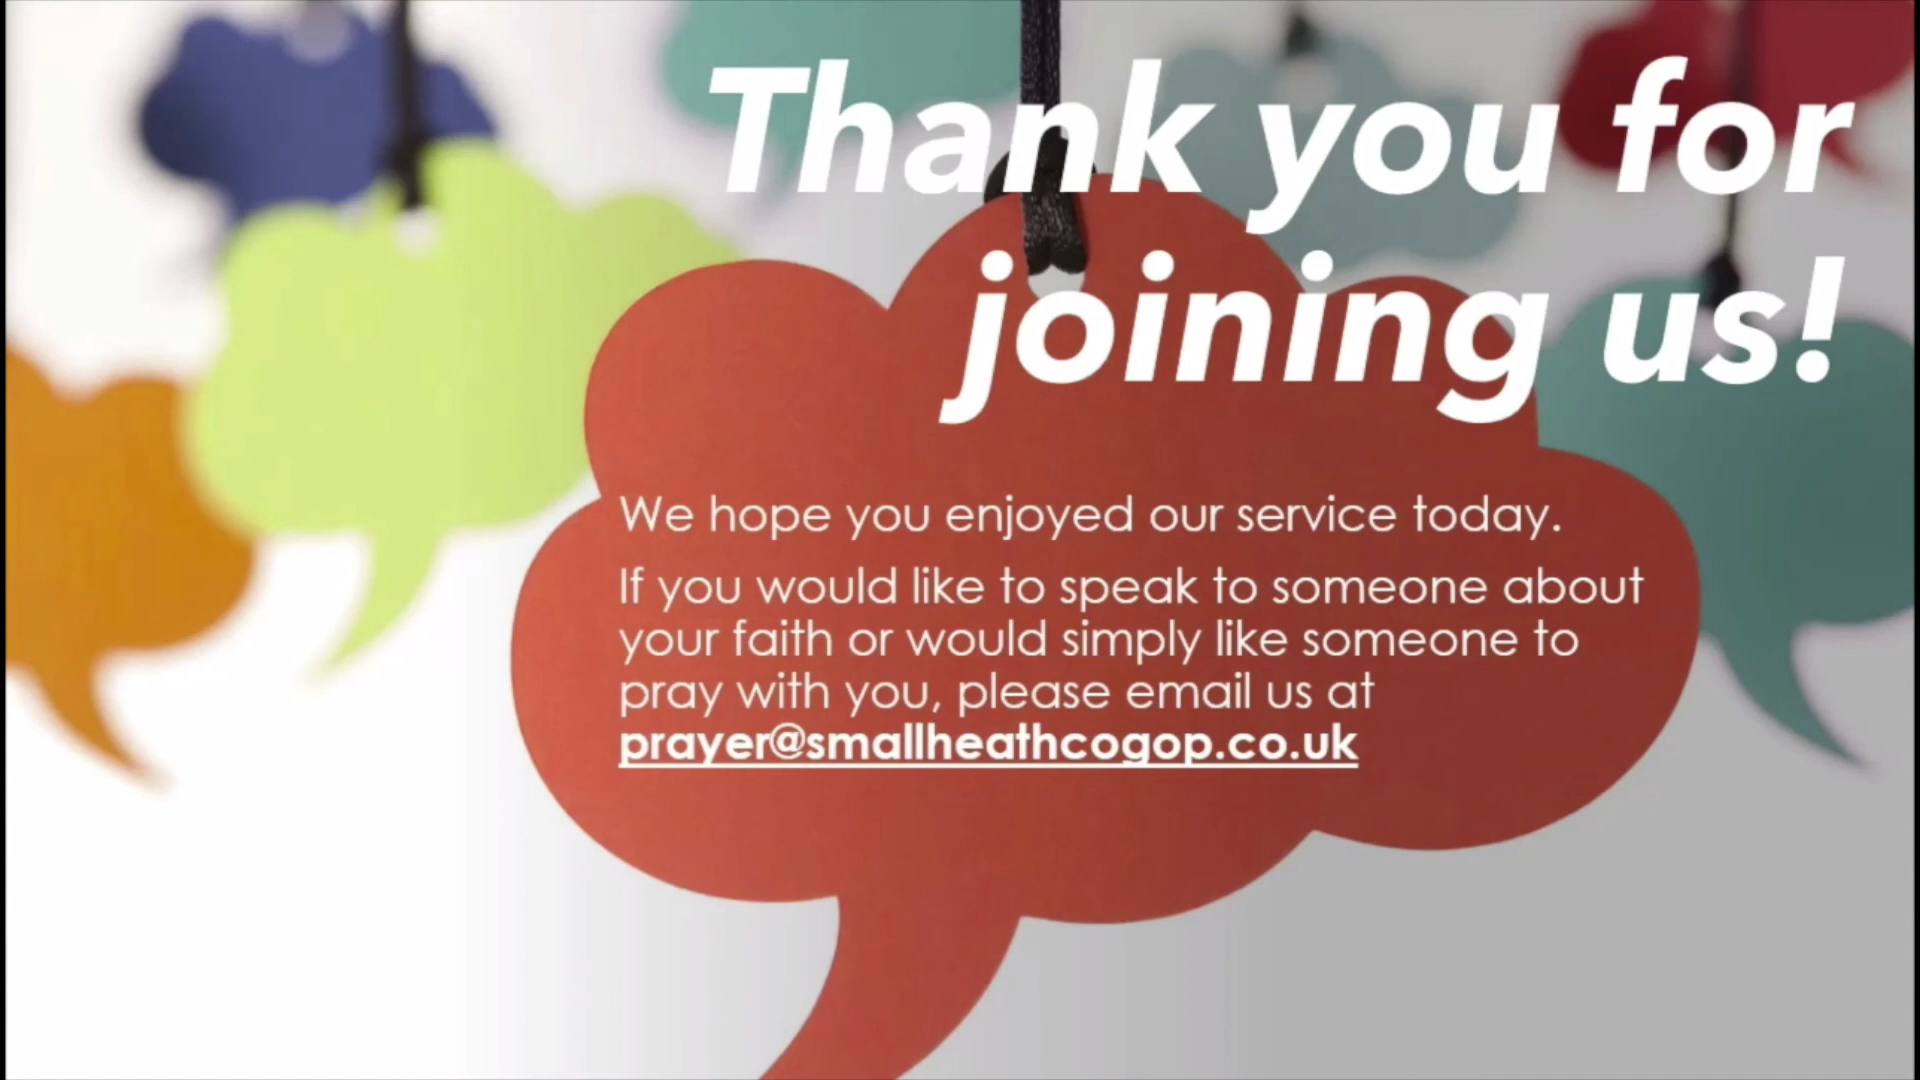 Thank you for
joining us!
We hope you enjoyed our service today.
If you would like to speak to someone about
your faith or would simply like someone to
pray with you, please email us at
prayer@smallheathcogop.co.uk